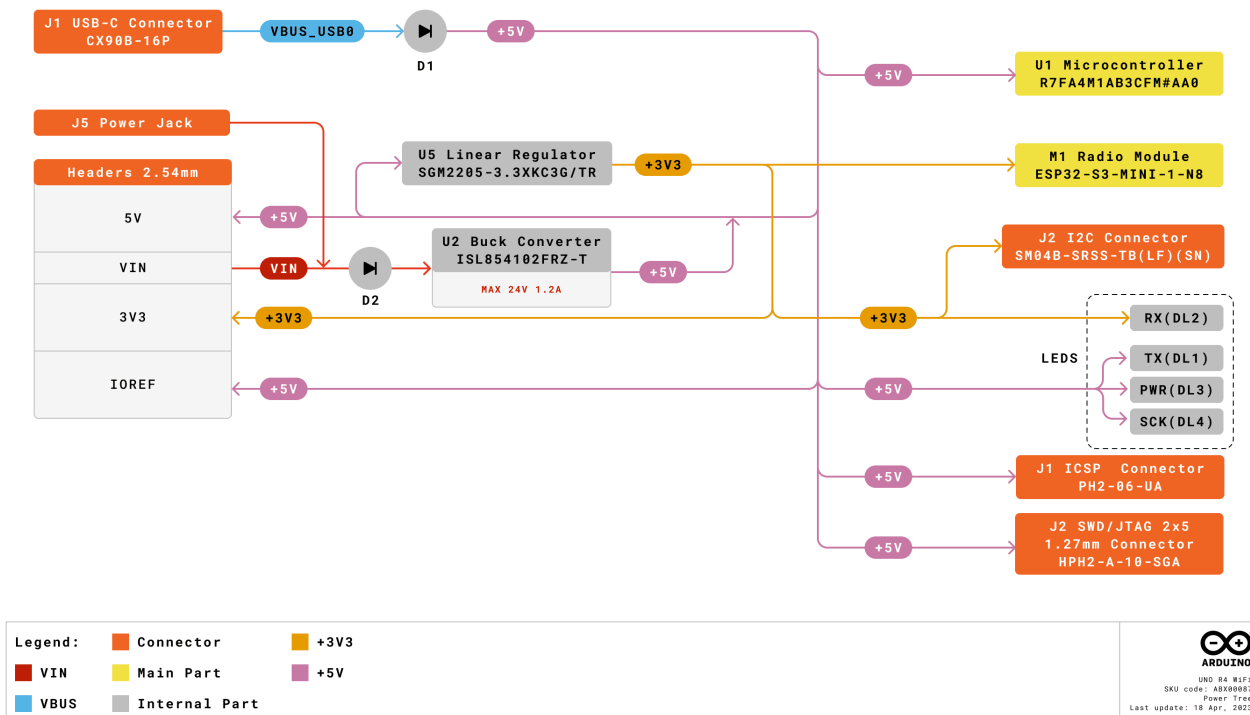 J1 USB-C Connector
CX90B-16P
VBUS_USB0
D1
+5V
+5V
U1 Microcontroller
R7FA4M1AB3CFM#AA0
J5 Power Jack
U5 Linear Regulator
SGM2205-3.3XKC3G/TR
+3V3
M1 Radio Module
ESP32-S3-MINI-1-N8
Headers 2.54mm
5V
+5V
VIN
VIN
D2
U2 Buck Converter
ISL854102FRZ-T
MAX 24V 1.2A
+5V
J2 I2C Connector
SM04B-SRSS-TB(LF)(SN)
3V3
+3V3
+3V3
LEDS
RX(DL2)
TX(DL1)
PWR(DL3)
SCK(DL4)
IOREF
+5V
+5V
+5V
J1 ICSP Connector
PH2-06-UA
+5V
J2 SWD/JTAG 2x5
1.27mm Connector
HPH2-A-10-SGA
Legend:
Connector
+3V3
VIN
Main Part
+5V
VBUS
Internal Part
ARDUINO
UNO R4 WiFi
SKU code: ABX00087
Power Tree
Last update: 18 Apr, 2023